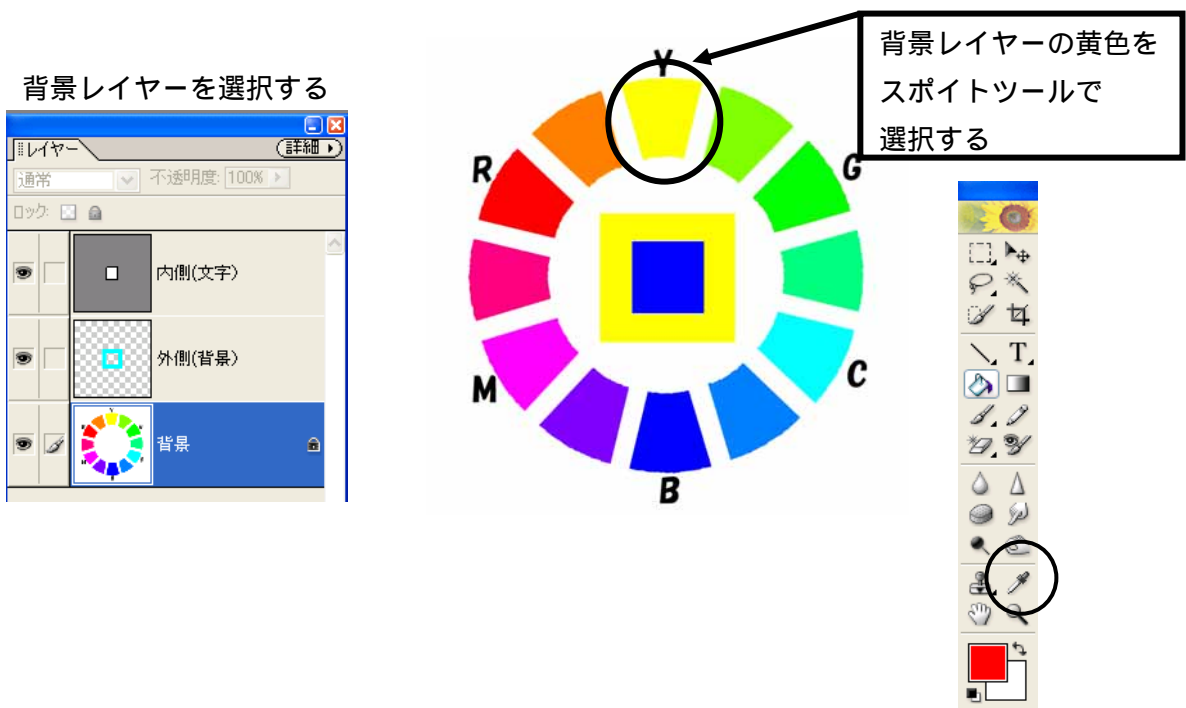 背景レイヤーを選択する
レイヤー
詳細
通常
不透明度: 100%
ロック:
内側(文字)
外側(背景)
背景
Y
R
G
M
C
B
背景レイヤーの黄色を
スポイトツールで
選択する
T